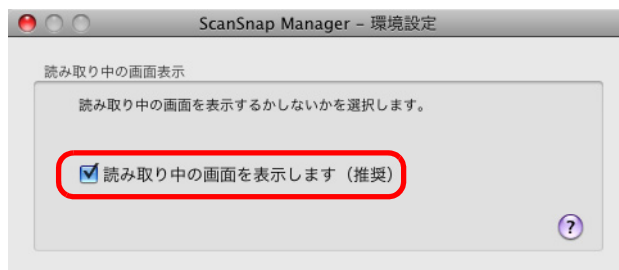 ScanSnap Manager – 環境設定
読み取り中の画面表示
読み取り中の画面を表示するかしないかを選択します。
読み取り中の画面を表示します（推奨）
?